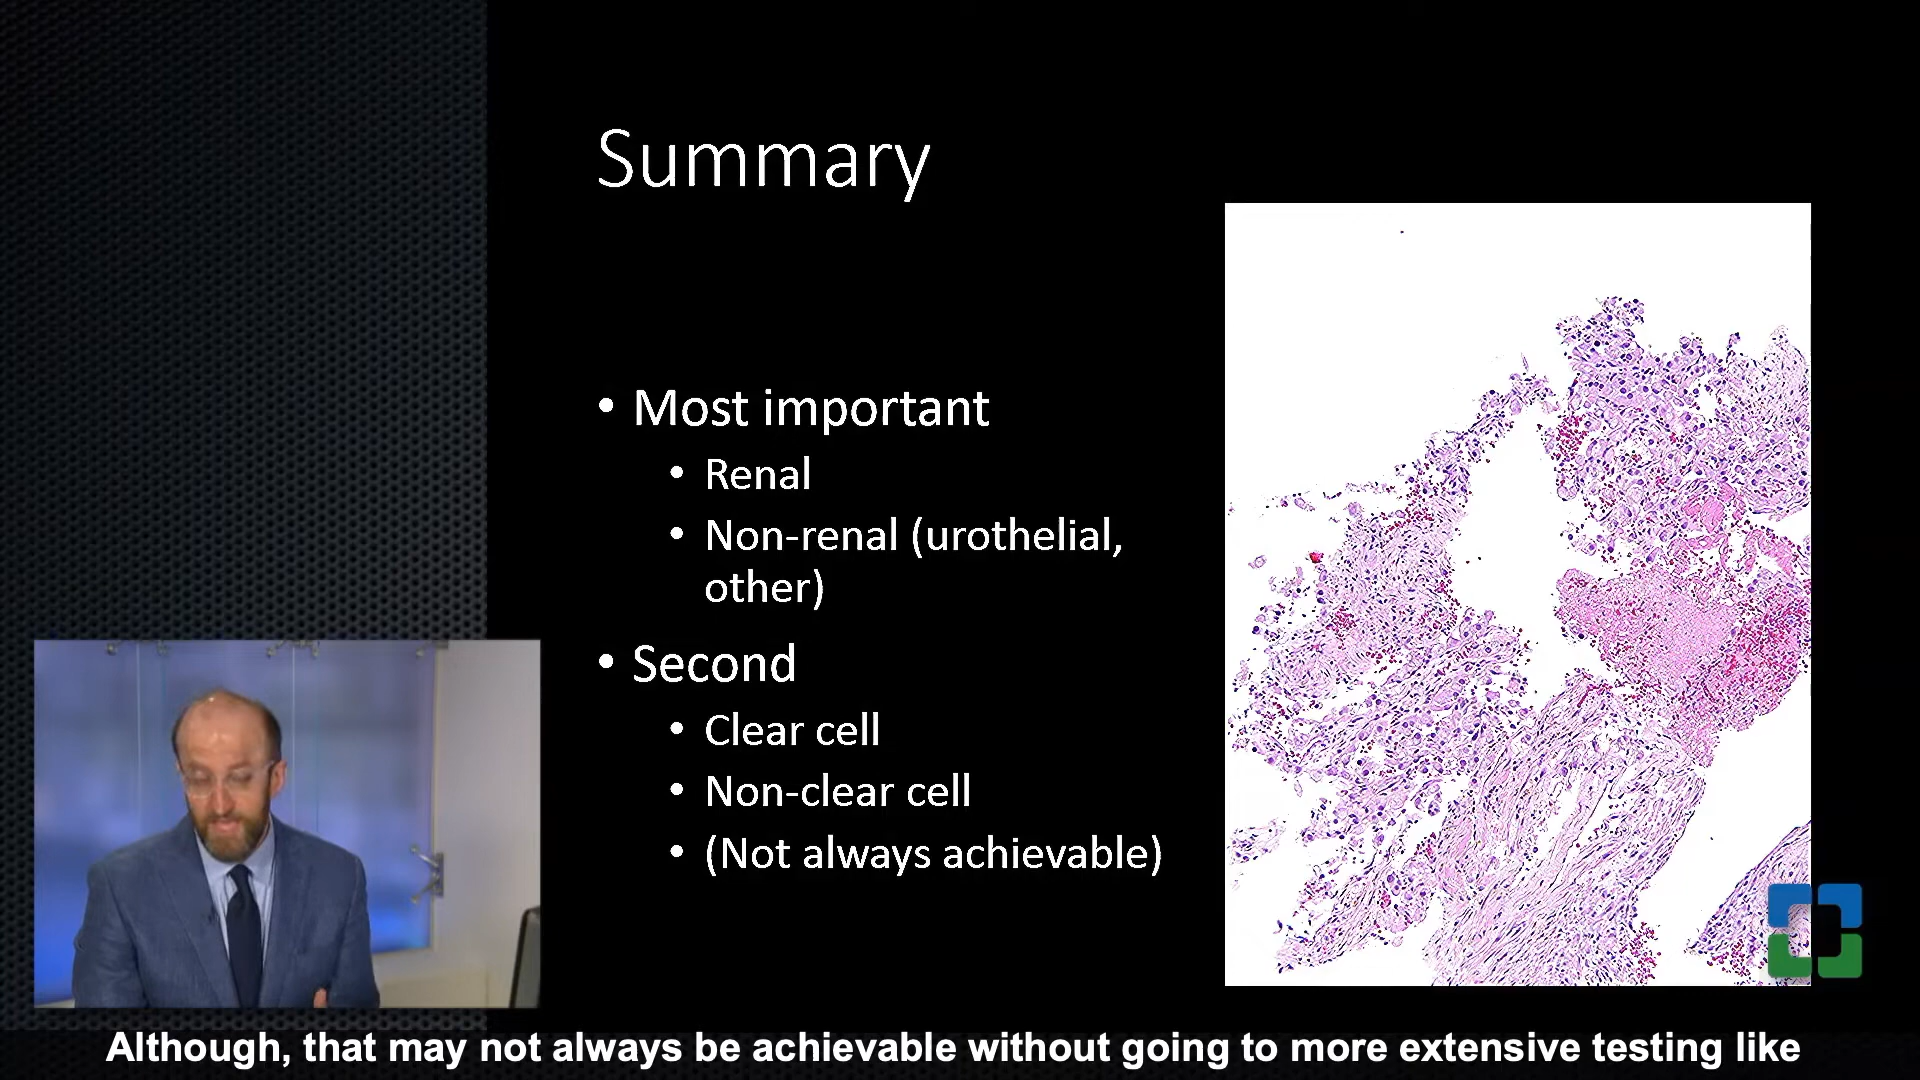 Summary
• Most important
• Renal
• Non-renal (urothelial,
other)
• Second
• Clear cell
• Non-clear cell
• (Not always achievable)
Although, that may not always be achievable without going to more extensive testing like